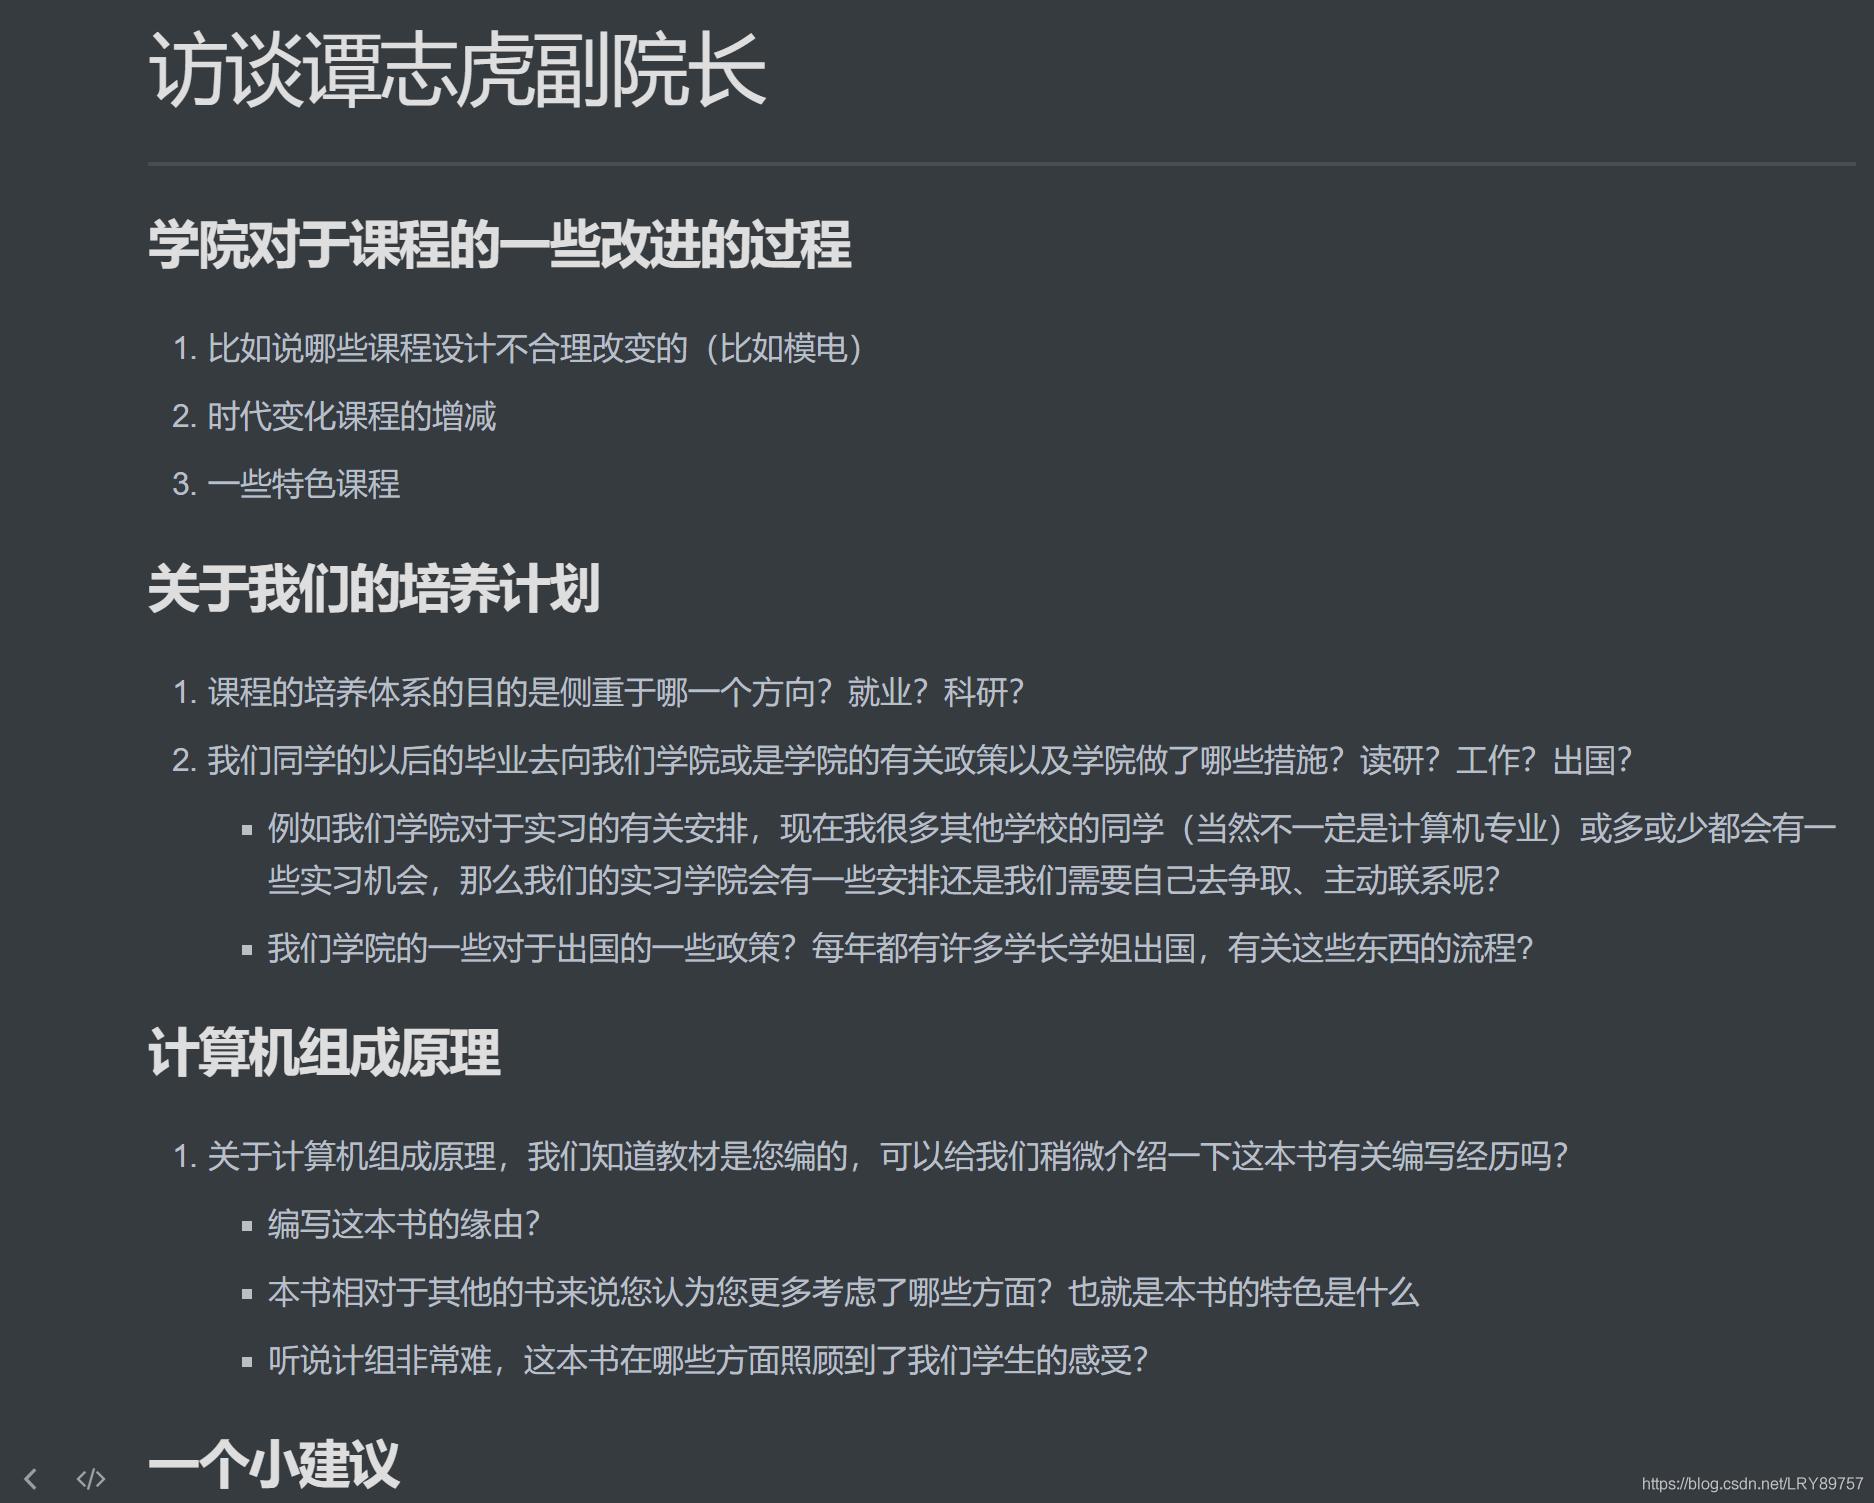 访谈谭志虎副院长
学院对于课程的一些改进的过程
1. 比如说哪些课程设计不合理改变的（比如模电）
2. 时代变化课程的增减
3. 一些特色课程
关于我们的培养计划
1. 课程的培养体系的目的是侧重于哪一个方向？就业？科研？
2. 我们同学的以后的毕业去向我们学院或是学院的有关政策以及学院做了哪些措施？读研？工作？出国？
▪ 例如我们学院对于实习的有关安排，现在我很多其他学校的同学（当然不一定是计算机专业）或多或少都会有一
些实习机会，那么我们的实习学院会有一些安排还是我们需要自己去争取、主动联系呢？
▪ 我们学院的一些对于出国的一些政策？每年都有许多学长学姐出国，有关这些东西的流程？
计算机组成原理
1. 关于计算机组成原理，我们知道教材是您编的，可以给我们稍微介绍一下这本书有关编写经历吗？
▪ 编写这本书的缘由？
▪ 本书相对于其他的书来说您认为您更多考虑了哪些方面？也就是本书的特色是什么
▪ 听说计组非常难，这本书在哪些方面照顾到了我们学生的感受？
一个小建议
https://blog.csdn.net/LRY89757